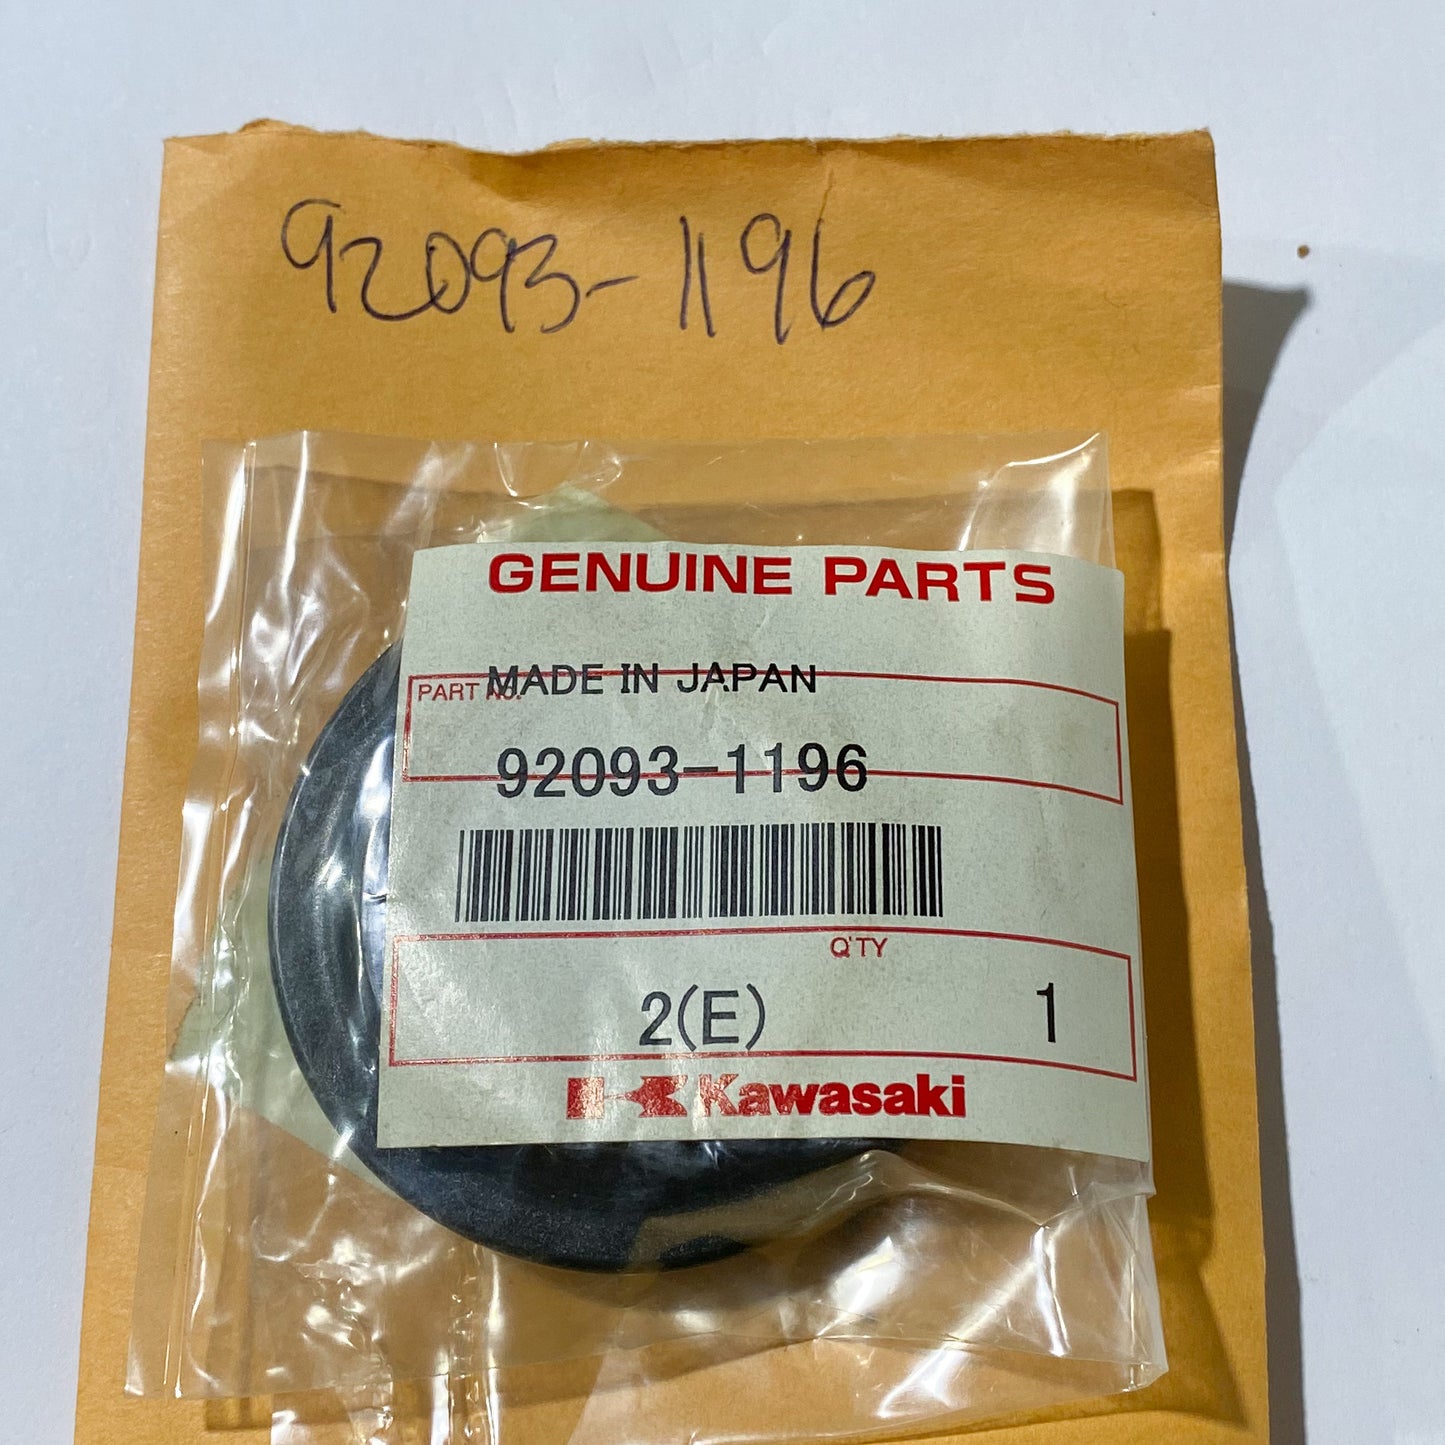 92093-1196
GENUINE PARTS
MADE IN JAPAN
PART NO.
92093-1196
Q'TY
2(E) 1
Kawasaki